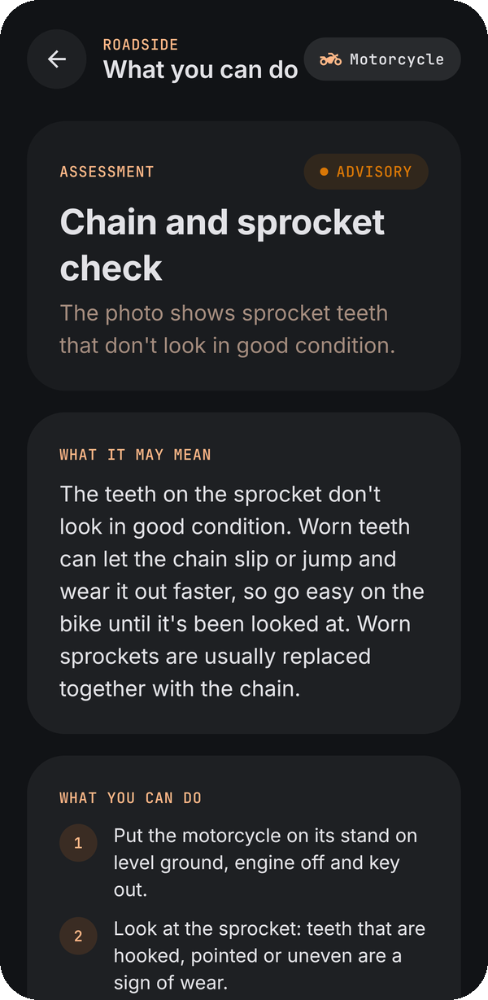 ROADSIDE
What you can do
Motorcycle
ASSESSMENT
ADVISORY
Chain and sprocket
check
The photo shows sprocket teeth
that don't look in good condition.
WHAT IT MAY MEAN
The teeth on the sprocket don't
look in good condition. Worn teeth
can let the chain slip or jump and
wear it out faster, so go easy on the
bike until it's been looked at. Worn
sprockets are usually replaced
together with the chain.
WHAT YOU CAN DO
1
Put the motorcycle on its stand on
level ground, engine off and key
out.
2
Look at the sprocket: teeth that are
hooked, pointed or uneven are a
sign of wear.